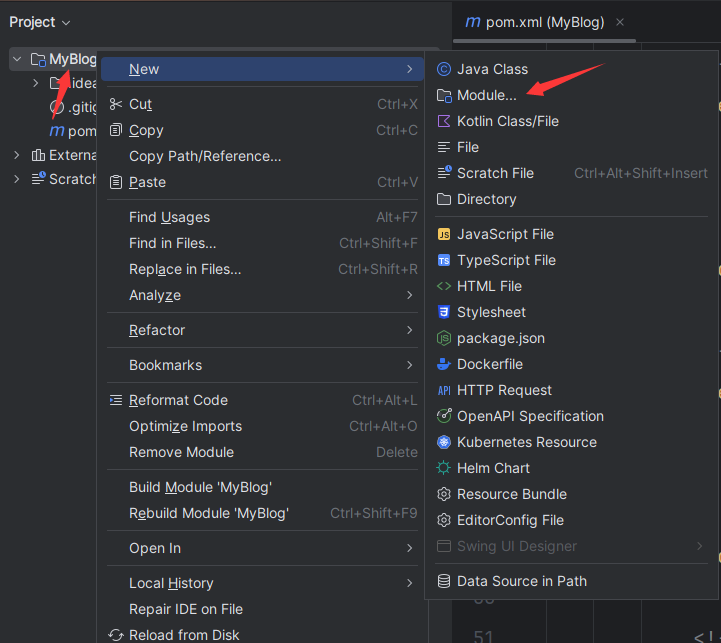 Project
pom.xml (MyBlog)
MyBlog
.idea
.gitig
pom
Externa
Scratch
New
Cut Ctrl+X
Copy Ctrl+C
Copy Path/Reference...
Paste Ctrl+V
Find Usages Alt+F7
Find in Files... Ctrl+Shift+F
Replace in Files... Ctrl+Shift+R
Analyze
Refactor
Bookmarks
Reformat Code Ctrl+Alt+L
Optimize Imports Ctrl+Alt+O
Remove Module Delete
Build Module 'MyBlog'
Rebuild Module 'MyBlog' Ctrl+Shift+F9
Open In
Local History
Repair IDE on File
Reload from Disk
Java Class
Module...
Kotlin Class/File
File
Scratch File Ctrl+Alt+Shift+Insert
Directory
JS JavaScript File
TS TypeScript File
HTML File
Stylesheet
package.json
Dockerfile
API HTTP Request
OpenAPI Specification
Kubernetes Resource
Helm Chart
Resource Bundle
EditorConfig File
Swing UI Designer
Data Source in Path
51 <!